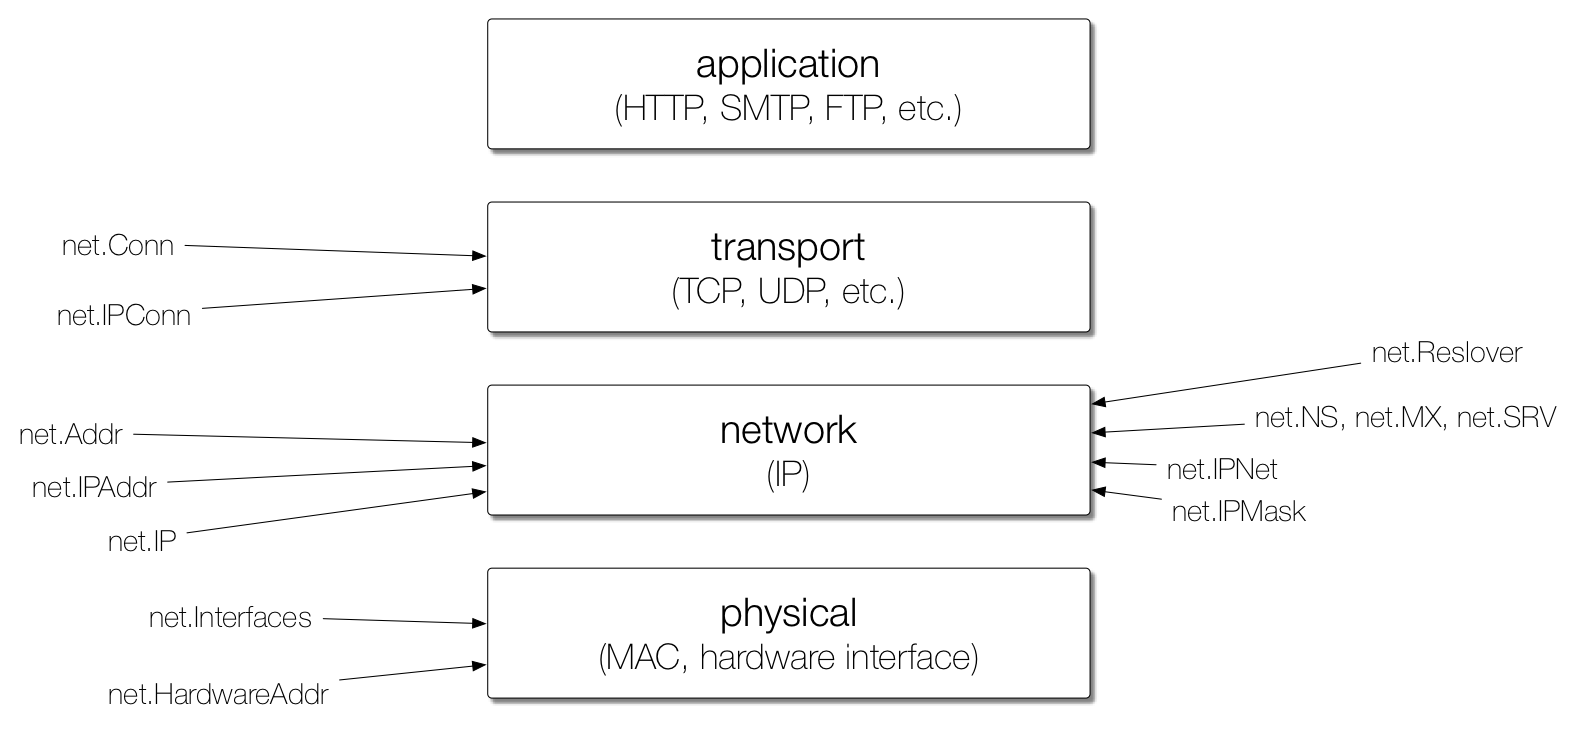 application
(HTTP, SMTP, FTP, etc.)
net.Conn
net.IPConn
transport
(TCP, UDP, etc.)
net.Addr
net.IPAddr
net.IP
network
(IP)
net.Reslover
net.NS, net.MX, net.SRV
net.IPNet
net.IPMask
net.Interfaces
net.HardwareAddr
physical
(MAC, hardware interface)